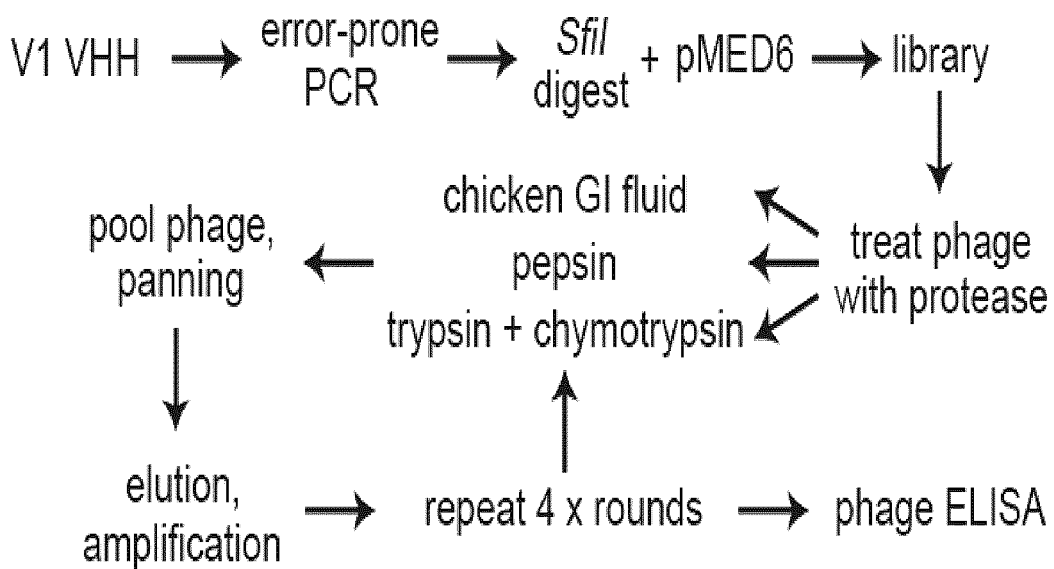 V1 VHH
error-prone
PCR
SfiI
digest
+ pMED6
library
treat phage
with protease
chicken GI fluid
pepsin
trypsin + chymotrypsin
pool phage,
panning
elution,
amplification
repeat 4 x rounds
phage ELISA